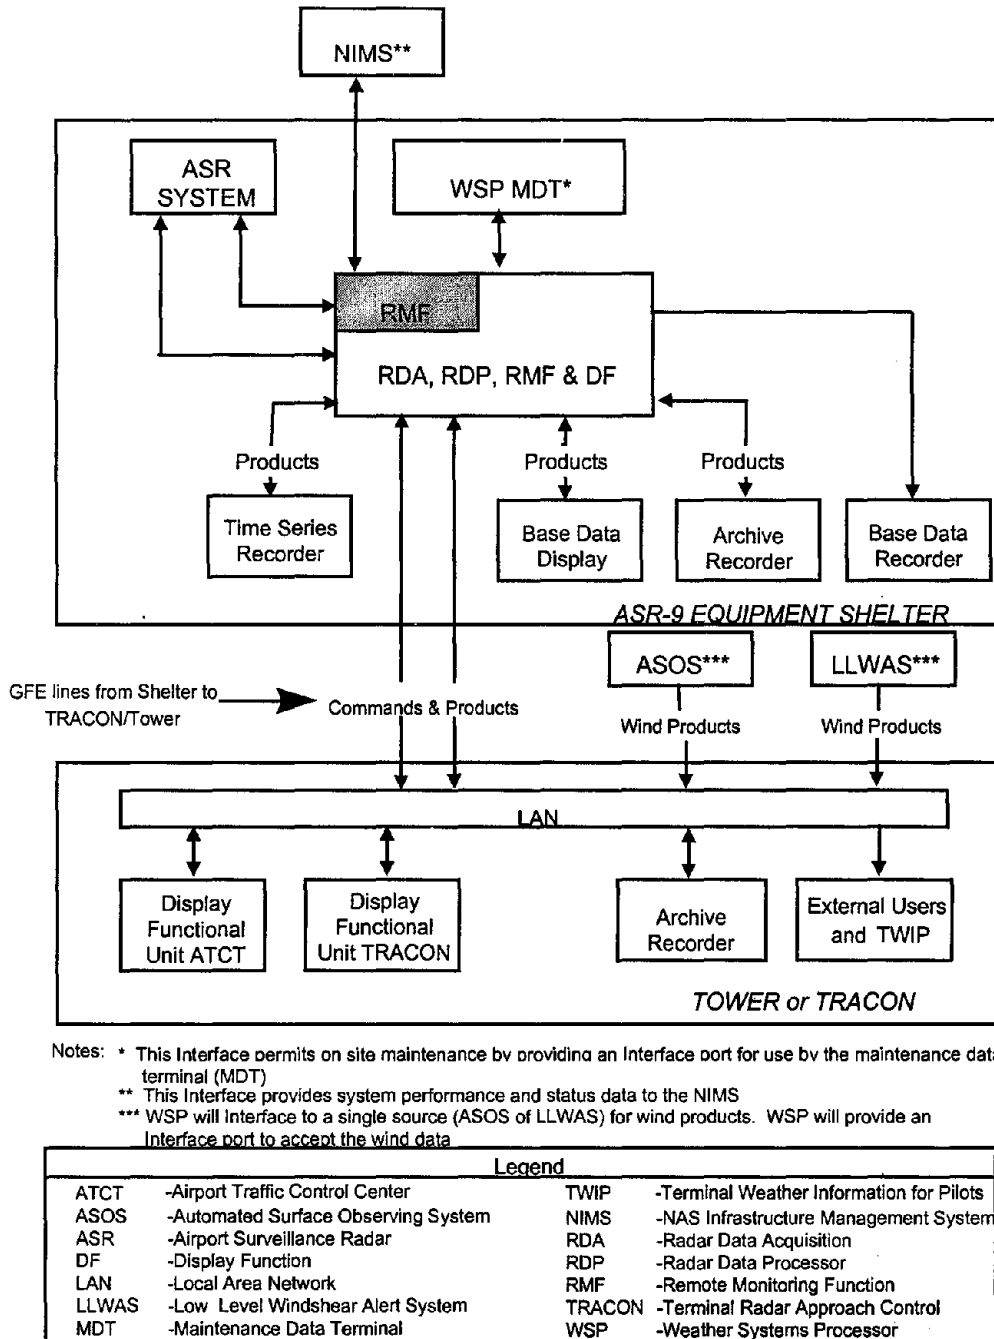 NIMS**
ASR
SYSTEM
WSP MDT*
RMF
RDA, RDP, RMF & DF
Products
Products
Products
Time Series
Recorder
Base Data
Display
Archive
Recorder
Base Data
Recorder
ASR-9 EQUIPMENT SHELTER
ASOS***
LLWAS***
GFE lines from Shelter to
TRACON/Tower
Commands & Products
Wind Products
Wind Products
LAN
Display
Functional
Unit ATCT
Display
Functional
Unit TRACON
Archive
Recorder
External Users
and TWIP
TOWER or TRACON
Notes: * This Interface permits on site maintenance by providing an Interface port for use by the maintenance data
terminal (MDT)
** This Interface provides system performance and status data to the NIMS
*** WSP will Interface to a single source (ASOS of LLWAS) for wind products. WSP will provide an
Interface port to accept the wind data
Legend
ATCT -Airport Traffic Control Center
ASOS -Automated Surface Observing System
ASR -Airport Surveillance Radar
DF -Display Function
LAN -Local Area Network
LLWAS -Low Level Windshear Alert System
MDT -Maintenance Data Terminal
TWIP -Terminal Weather Information for Pilots
NIMS -NAS Infrastructure Management System
RDA -Radar Data Acquisition
RDP -Radar Data Processor
RMF -Remote Monitoring Function
TRACON -Terminal Radar Approach Control
WSP -Weather Systems Processor